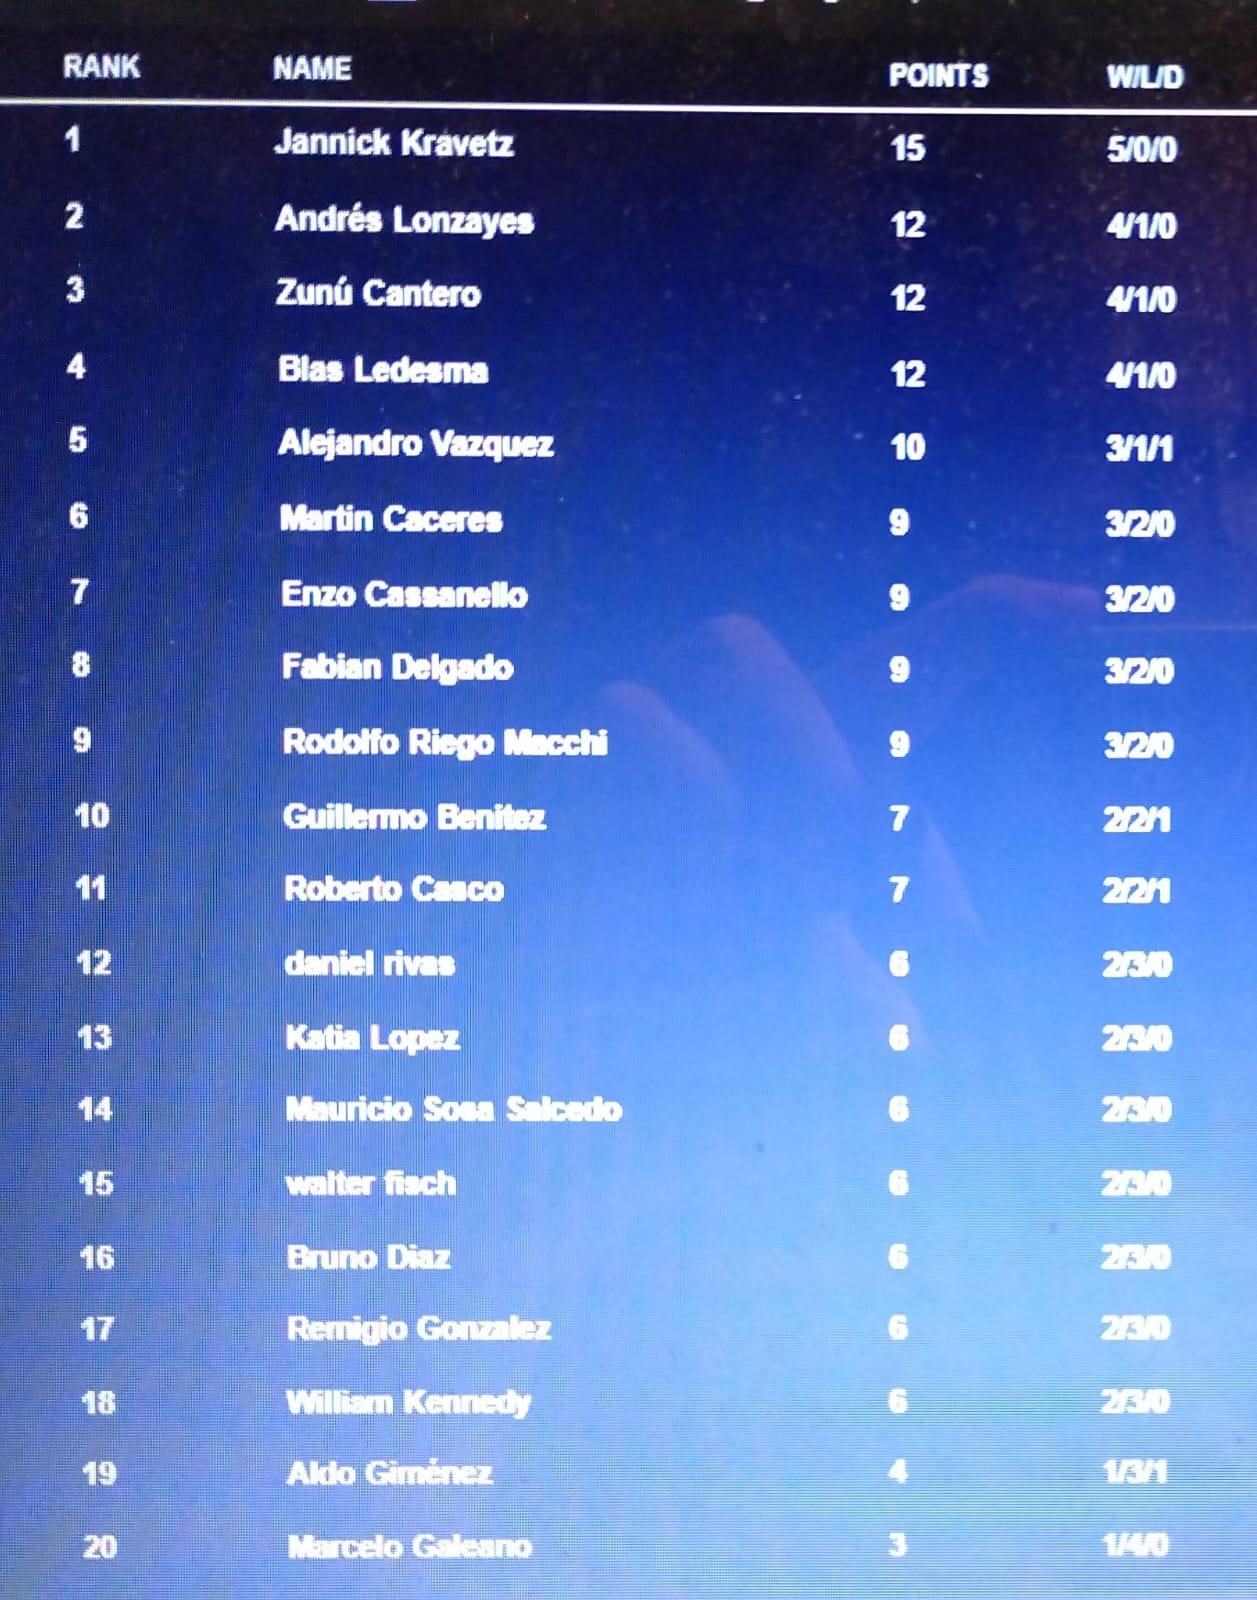 RANK NAME POINTS W/L/D
1 Jannick Kravetz 15 5/0/0
2 Andrés Lonzayes 12 4/1/0
3 Zunú Cantero 12 4/1/0
4 Blas Ledesma 12 4/1/0
5 Alejandro Vazquez 10 3/1/1
6 Martin Caceres 9 3/2/0
7 Enzo Cassanello 9 3/2/0
8 Fabian Delgado 9 3/2/0
9 Rodolfo Riego Macchi 9 3/2/0
10 Guillermo Benitez 7 2/2/1
11 Roberto Casco 7 2/2/1
12 daniel rivas 6 2/3/0
13 Katia Lopez 6 2/3/0
14 Mauricio Sosa Salcedo 6 2/3/0
15 walter fisch 6 2/3/0
16 Bruno Diaz 6 2/3/0
17 Remigio Gonzalez 6 2/3/0
18 William Kennedy 6 2/3/0
19 Aldo Giménez 4 1/3/1
20 Marcelo Galeano 3 1/4/0